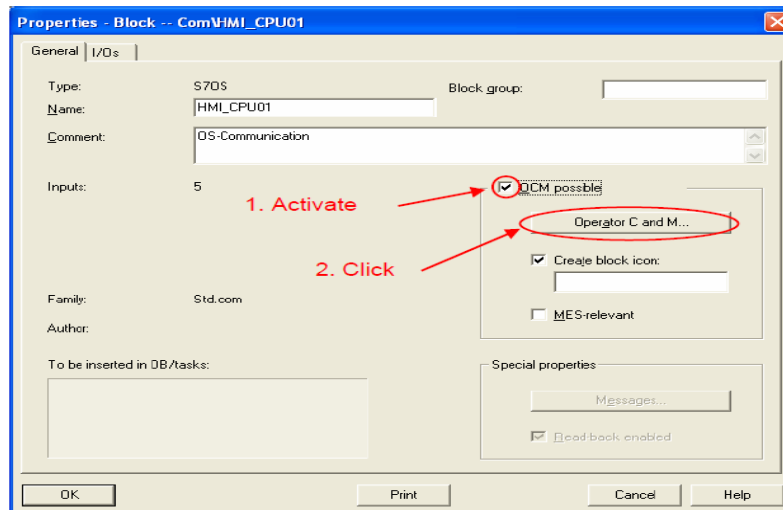 Properties - Block -- Com\HMI_CPU01
General
I/Os
Type:
S7OS
Block group:
Name:
HMI_CPU01
Comment:
OS-Communication
Inputs:
5
OCM possible
1. Activate
Operator C and M...
2. Click
Create block icon:
Family:
Std.com
MES-relevant
Author:
To be inserted in DB/tasks:
Special properties
Messages...
Read-back enabled
OK
Print
Cancel
Help